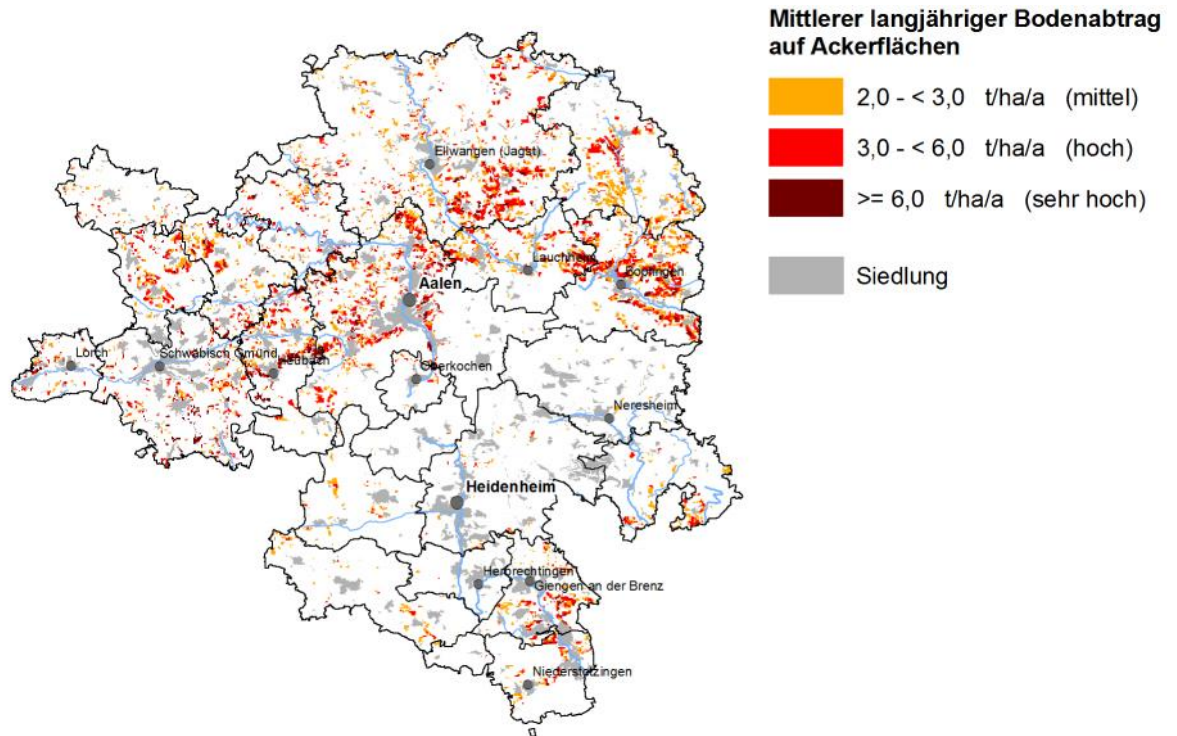 Mittlerer langjähriger Bodenabtrag
auf Ackerflächen
2,0 - < 3,0 t/ha/a (mittel)
3,0 - < 6,0 t/ha/a (hoch)
>= 6,0 t/ha/a (sehr hoch)
Siedlung
Ellwangen (Jagst)
Lauchheim
Bopfingen
Aalen
Lorch
Schwäbisch Gmünd
Heubach
Oberkochen
Neresheim
Heidenheim
Herbrechtingen
Giengen an der Brenz
Niederstotzingen